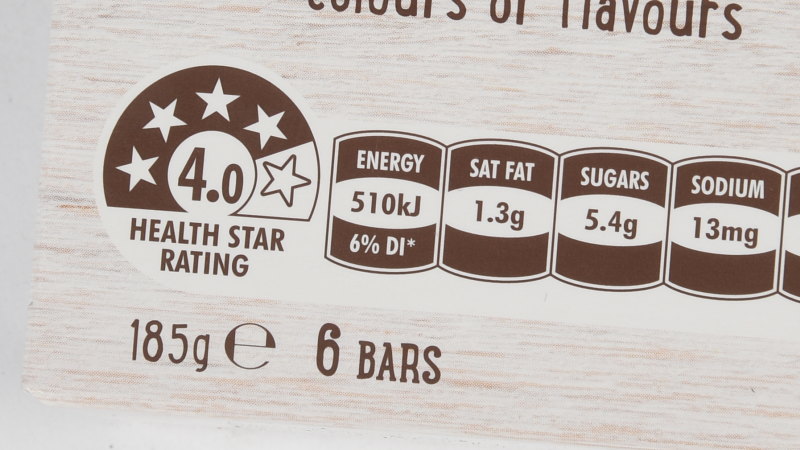 colours or flavours
4.0
HEALTH STAR
RATING
ENERGY
510kJ
6% DI*
SAT FAT
1.3g
SUGARS
5.4g
SODIUM
13mg
185g ℮ 6 BARS